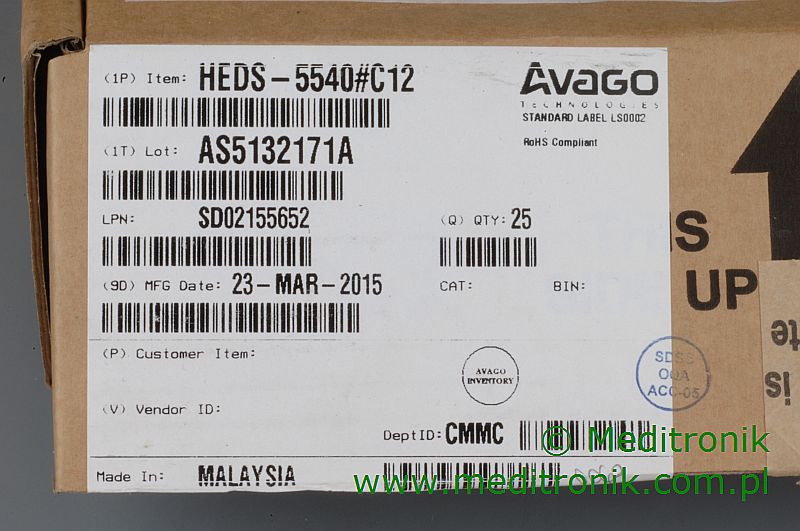 (1P) Item: HEDS-5540#C12
AVAGO
TECHNOLOGIES
STANDARD LABEL LS0002
(1T) Lot: AS5132171A
RoHS Compliant
LPN: SD02155652
(Q) QTY: 25
(9D) MFG Date: 23-MAR-2015
CAT: BIN:
UP
(P) Customer Item:
AVAGO
INVENTORY
SDSS
OQA
ACC-05
is
(V) Vendor ID:
DeptID: CMMC
© Meditronik
Made In: MALAYSIA
www.meditronik.com.pl